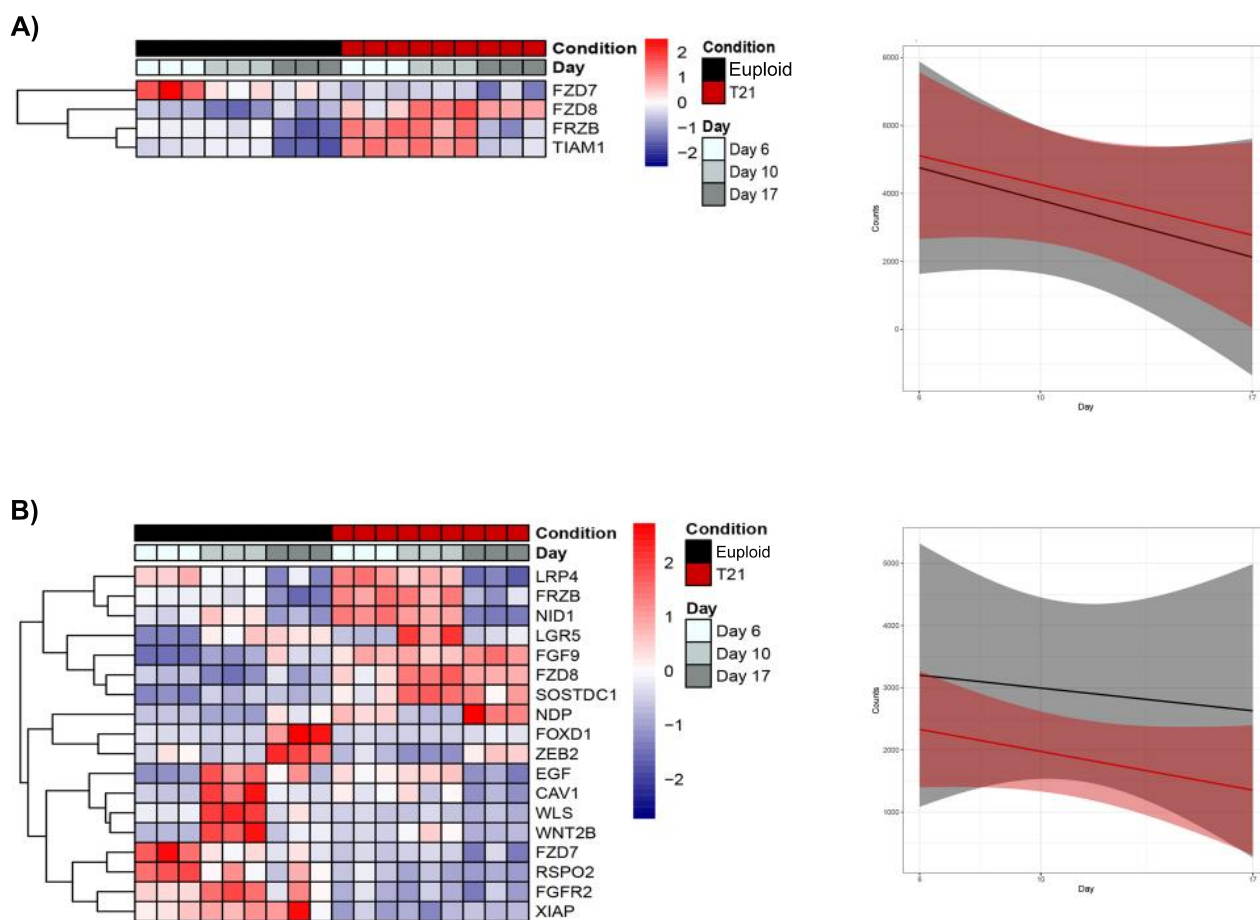 A)
Condition
Day
FZD7
FZD8
FRZB
TIAM1
2
1
0
−1
−2
Condition
Euploid
T21
Day
Day 6
Day 10
Day 17
6000
4000
2000
0
Counts
6
10
17
Day
B)
Condition
Day
LRP4
FRZB
NID1
LGR5
FGF9
FZD8
SOSTDC1
NDP
FOXD1
ZEB2
EGF
CAV1
WLS
WNT2B
FZD7
RSPO2
FGFR2
XIAP
2
1
0
−1
−2
Condition
Euploid
T21
Day
Day 6
Day 10
Day 17
5000
4000
3000
2000
1000
Counts
6
10
17
Day